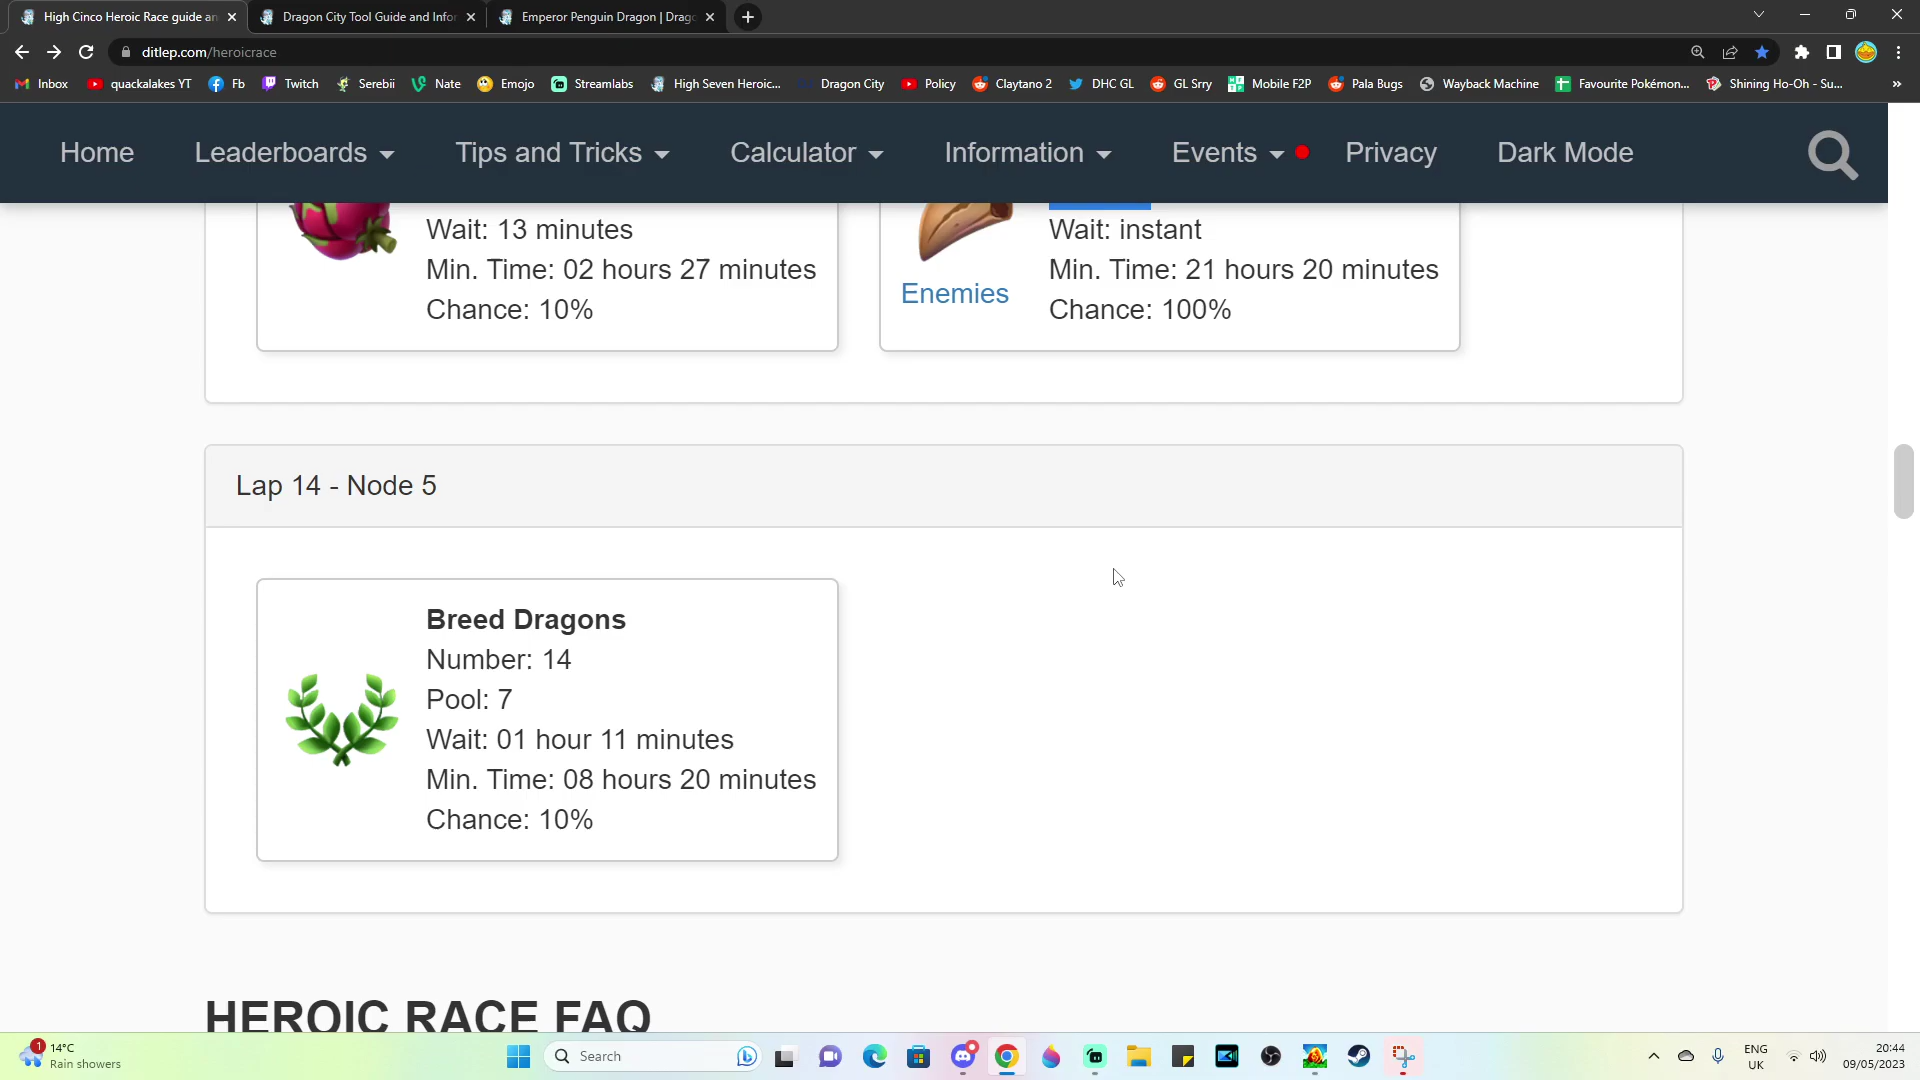 High Cinco Heroic Race guide an
Dragon City Tool Guide and Infor
Emperor Penguin Dragon | Drago
ditlep.com/heroicrace
Inbox
quackalakes YT
Fb
Twitch
Serebii
Nate
Emojo
Streamlabs
High Seven Heroic...
Dragon City
Policy
Claytano 2
DHC GL
GL Srry
Mobile F2P
Pala Bugs
Wayback Machine
Favourite Pokémon...
Shining Ho-Oh - Su...
»
Home
Leaderboards
Tips and Tricks
Calculator
Information
Events
Privacy
Dark Mode
Wait: 13 minutes
Min. Time: 02 hours 27 minutes
Chance: 10%
Enemies
Wait: instant
Min. Time: 21 hours 20 minutes
Chance: 100%
Lap 14 - Node 5
Breed Dragons
Number: 14
Pool: 7
Wait: 01 hour 11 minutes
Min. Time: 08 hours 20 minutes
Chance: 10%
HEROIC RACE FAQ
1
14°C
Rain showers
Search
ENG
UK
20:44
09/05/2023